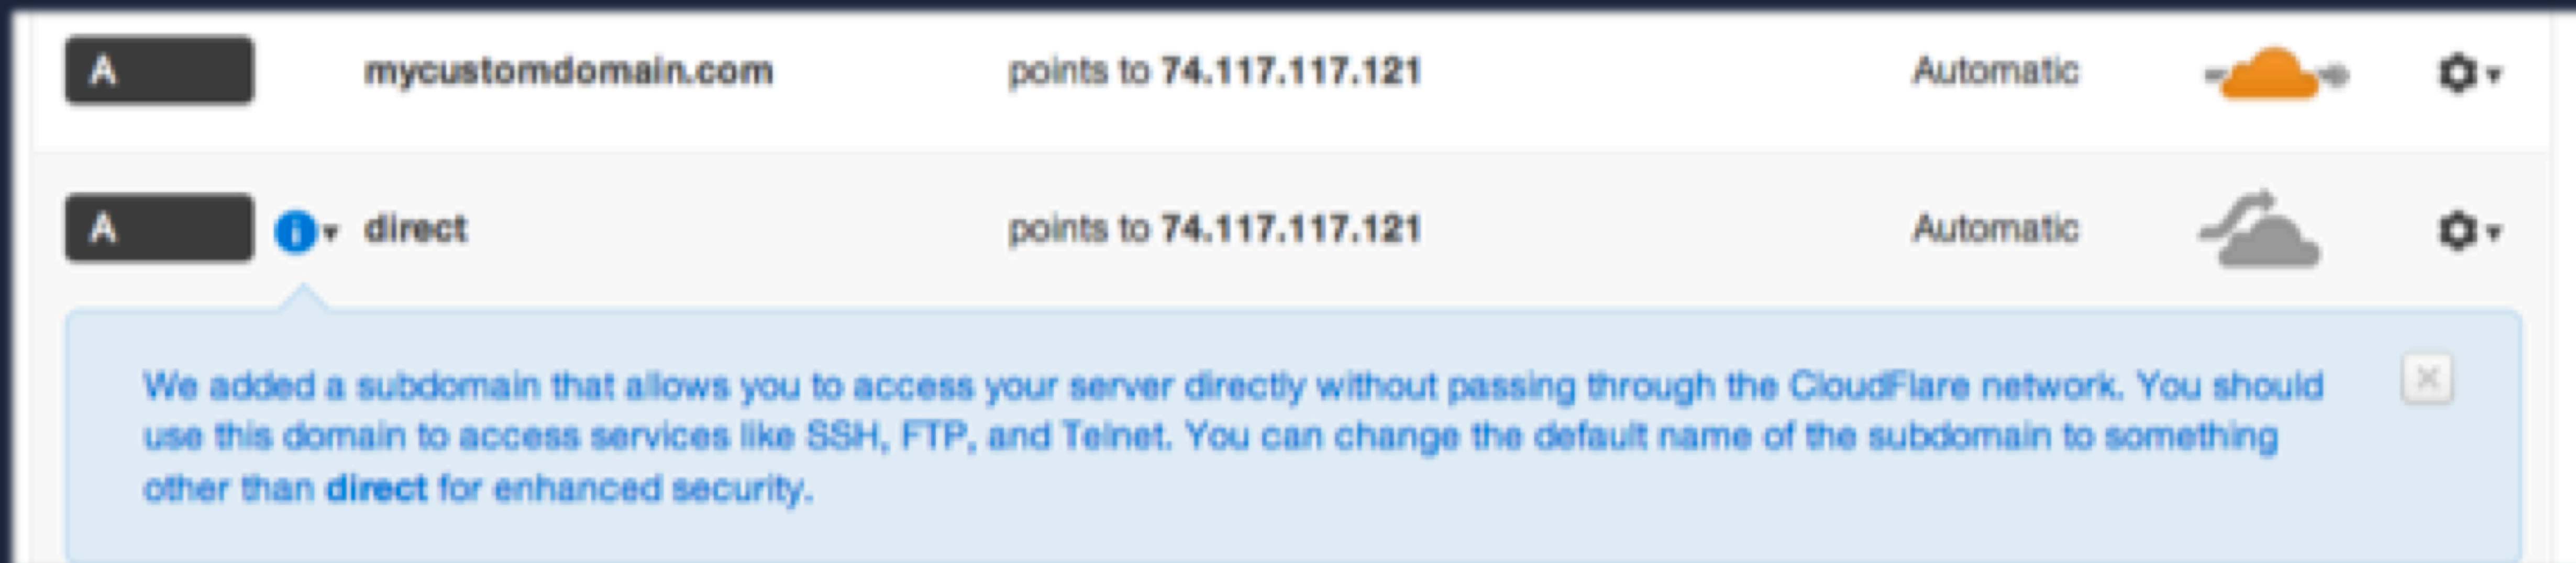 A mycustomdomain.com points to 74.117.117.121 Automatic
A i direct points to 74.117.117.121 Automatic
We added a subdomain that allows you to access your server directly without passing through the CloudFlare network. You should
use this domain to access services like SSH, FTP, and Telnet. You can change the default name of the subdomain to something
other than direct for enhanced security.